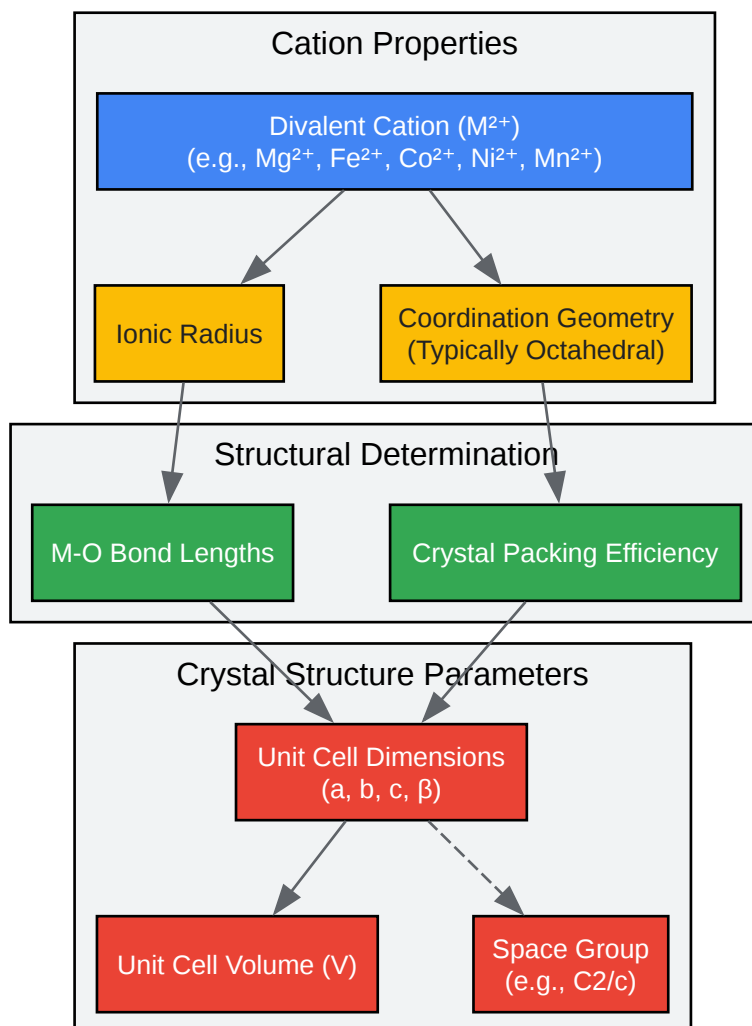 Cation Properties
Divalent Cation (M²⁺)
(e.g., Mg²⁺, Fe²⁺, Co²⁺, Ni²⁺, Mn²⁺)
Ionic Radius
Coordination Geometry
(Typically Octahedral)
Structural Determination
M-O Bond Lengths
Crystal Packing Efficiency
Crystal Structure Parameters
Unit Cell Dimensions
(a, b, c, β)
Unit Cell Volume (V)
Space Group
(e.g., C2/c)